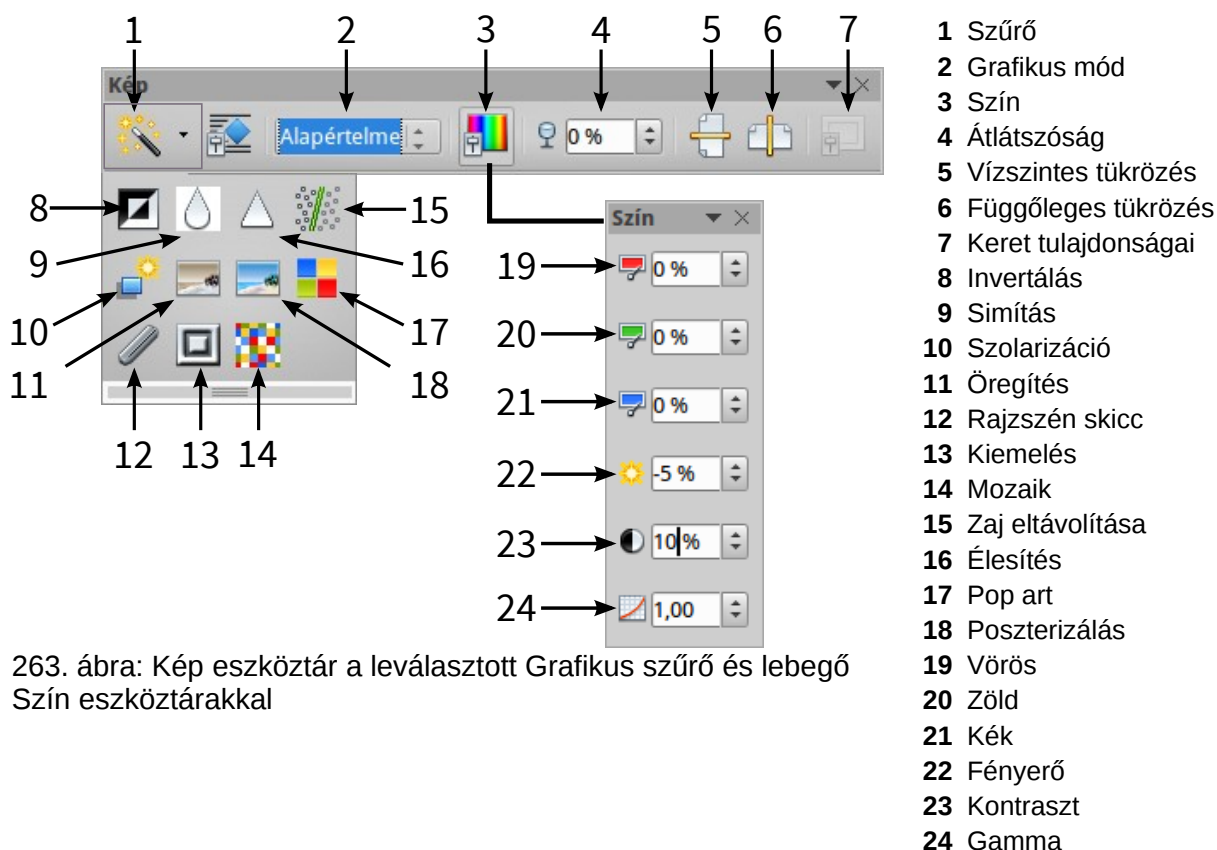 1 2 3 4 5 6 7
Kép
Alapértelme 0 %
8 15
9 16
10 17
11 18
12 13 14
Szín
19 0 %
20 0 %
21 0 %
22 -5 %
23 10 %
24 1,00
263. ábra: Kép eszköztár a leválasztott Grafikus szűrő és lebegő
Szín eszköztárakkal
1 Szűrő
2 Grafikus mód
3 Szín
4 Átlátszóság
5 Vízszintes tükrözés
6 Függőleges tükrözés
7 Keret tulajdonságai
8 Invertálás
9 Simítás
10 Szolarizáció
11 Öregítés
12 Rajzszén skicc
13 Kiemelés
14 Mozaik
15 Zaj eltávolítása
16 Élesítés
17 Pop art
18 Poszterizálás
19 Vörös
20 Zöld
21 Kék
22 Fényerő
23 Kontraszt
24 Gamma